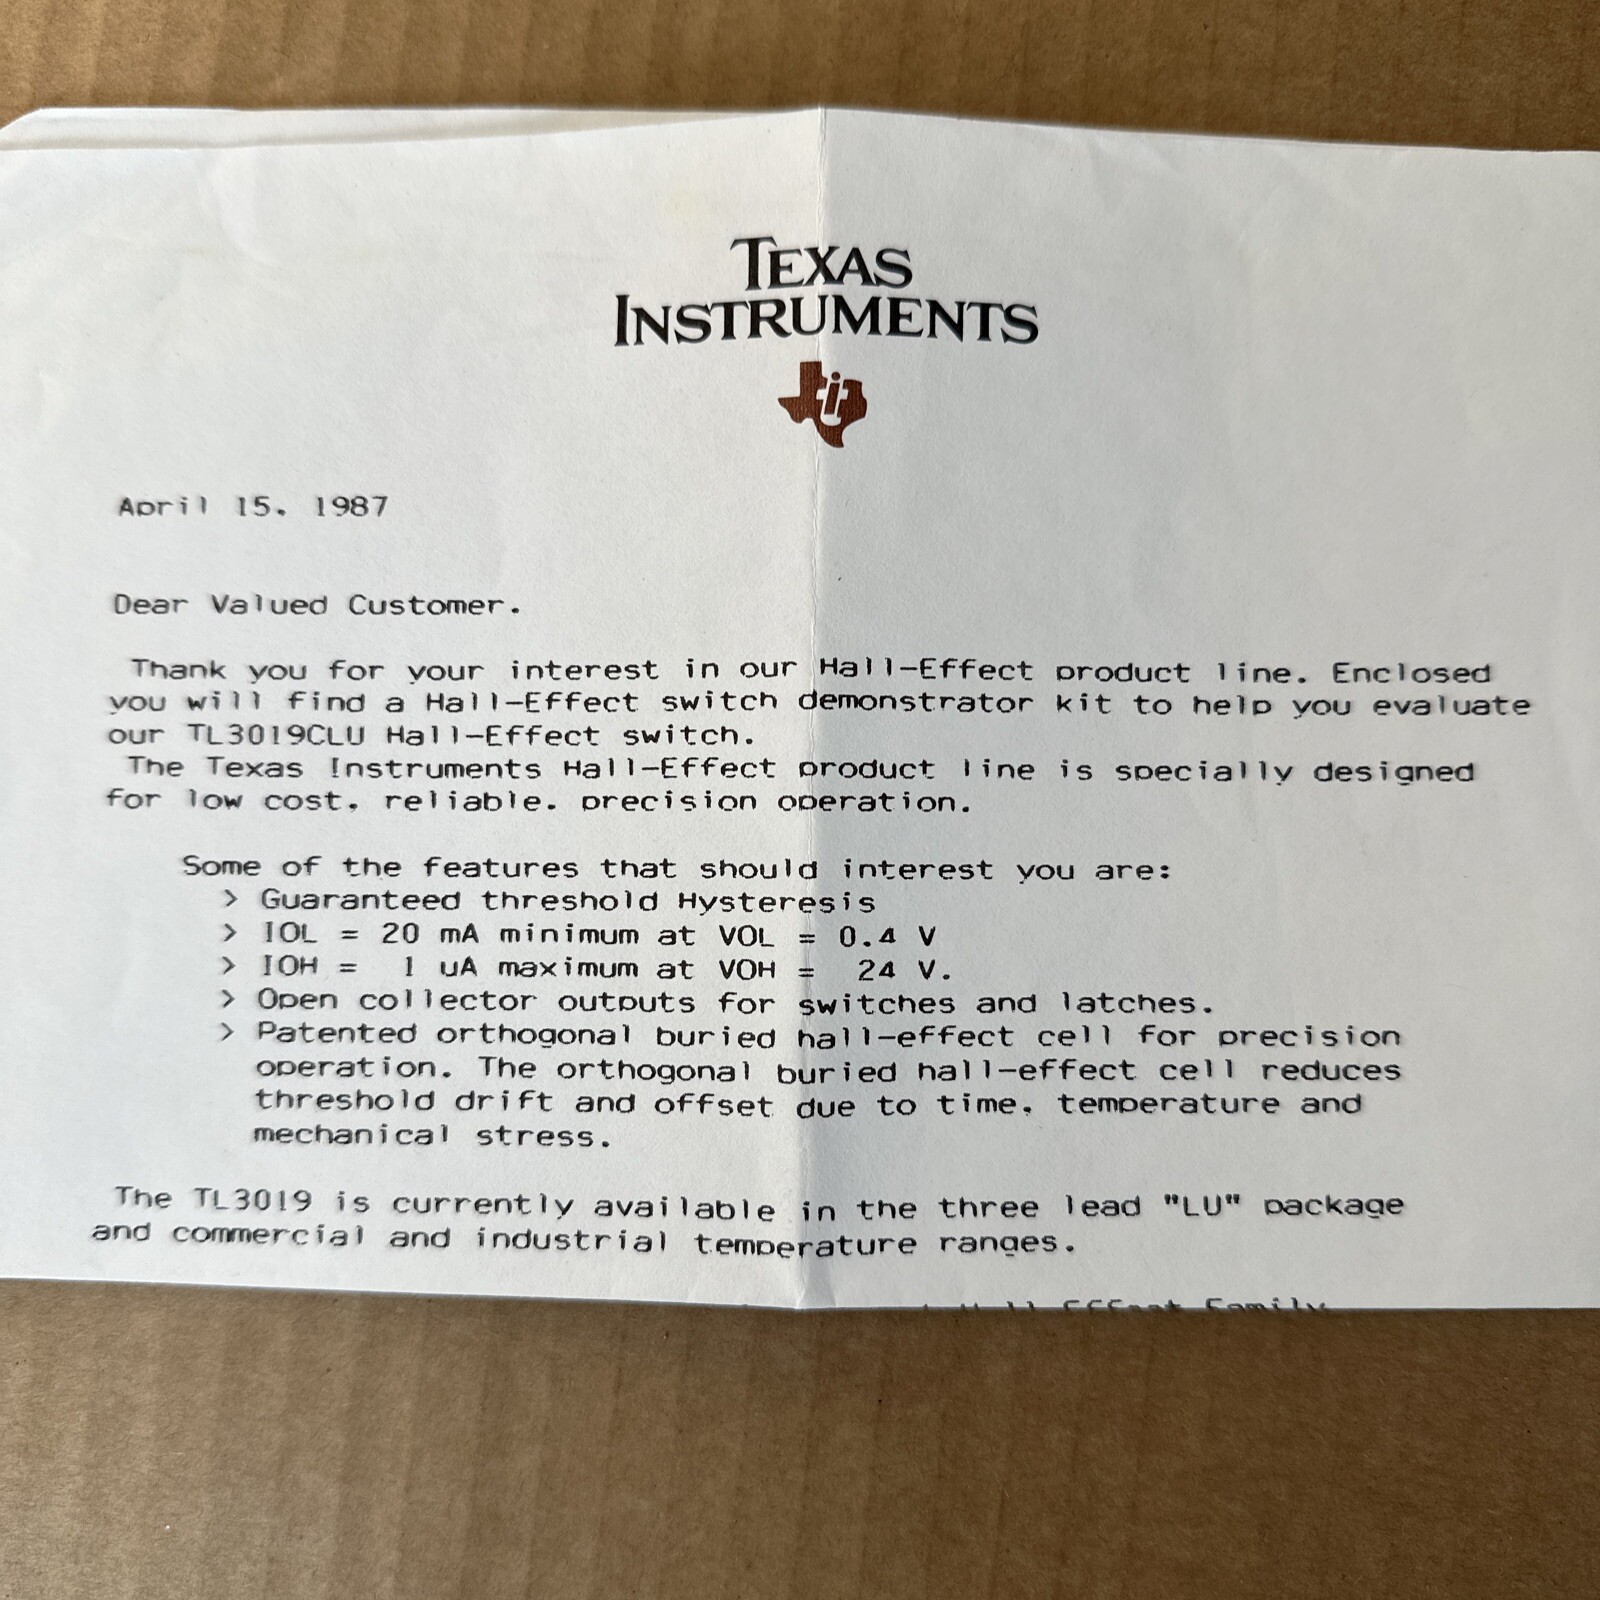 TEXAS
INSTRUMENTS
ti
April 15, 1987
Dear Valued Customer,
Thank you for your interest in our Hall-Effect product line. Enclosed
you will find a Hall-Effect switch demonstrator kit to help you evaluate
our TL3019CLU Hall-Effect switch.
The Texas Instruments Hall-Effect product line is specially designed
for low cost, reliable, precision operation.
Some of the features that should interest you are:
> Guaranteed threshold Hysteresis
> IOL = 20 mA minimum at VOL = 0.4 V
> IOH = 1 uA maximum at VOH = 24 V.
> Open collector outputs for switches and latches.
> Patented orthogonal buried hall-effect cell for precision
operation. The orthogonal buried hall-effect cell reduces
threshold drift and offset due to time, temperature and
mechanical stress.
The TL3019 is currently available in the three lead "LU" package
and commercial and industrial temperature ranges.
Effect Family